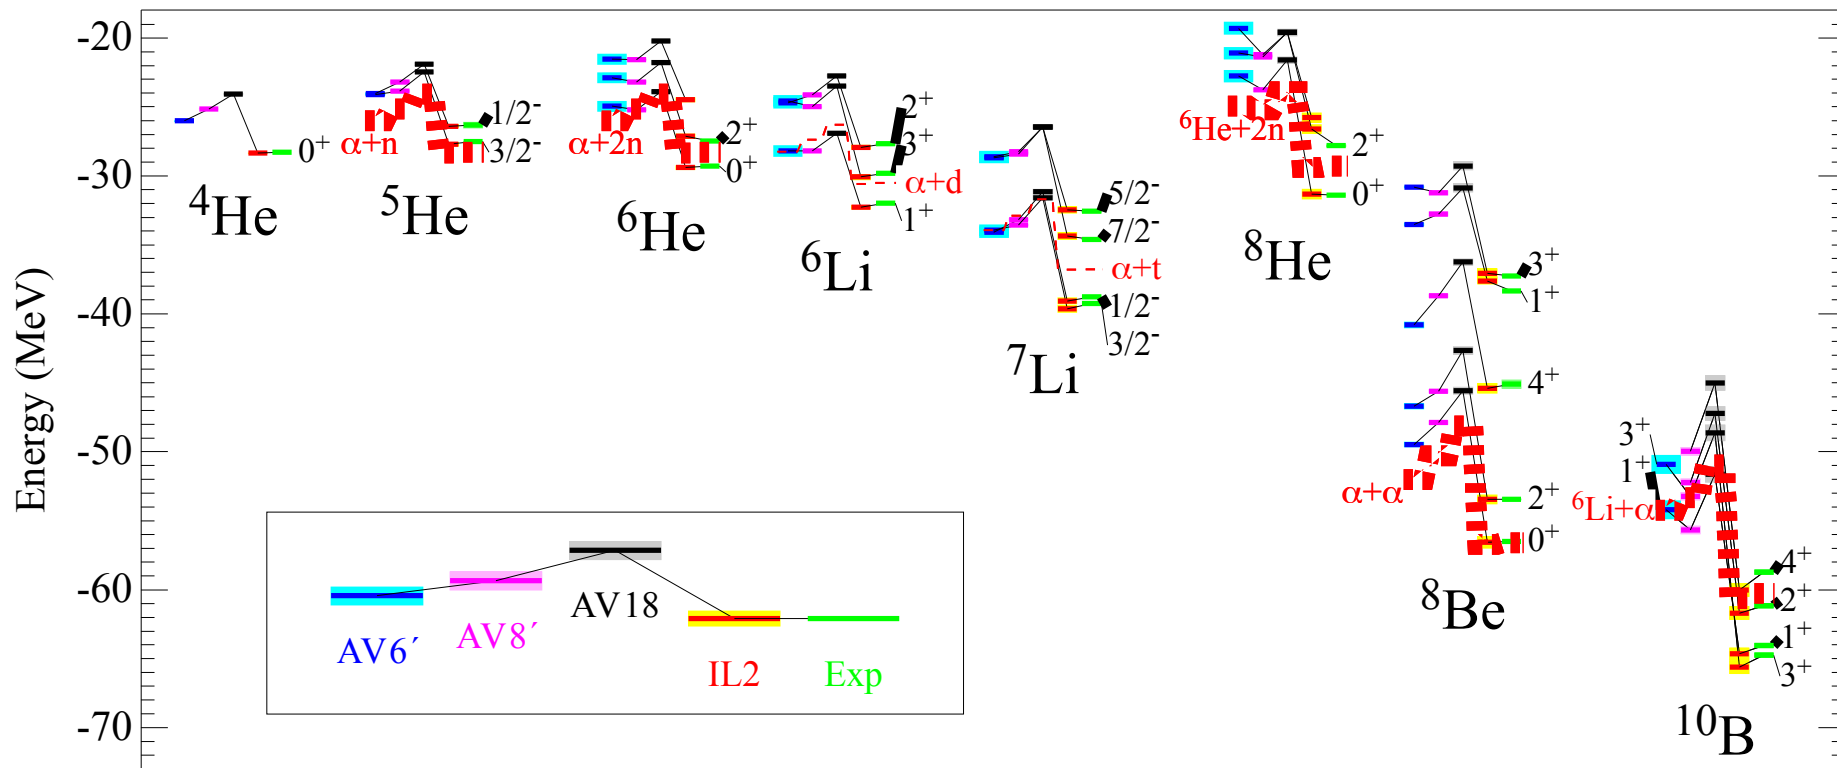 Energy (MeV)
-20
-30
-40
-50
-60
-70
0⁺
⁴He
α+n
1/2⁻
3/2⁻
⁵He
α+2n
2⁺
0⁺
⁶He
2⁺
3⁺
α+d
1⁺
⁶Li
5/2⁻
7/2⁻
α+t
1/2⁻
3/2⁻
⁷Li
⁶He+2n
2⁺
0⁺
⁸He
3⁺
1⁺
4⁺
α+α
2⁺
0⁺
⁸Be
3⁺
1⁺
⁶Li+α
4⁺
2⁺
1⁺
3⁺
¹⁰B
AV6´
AV8´
AV18
IL2
Exp